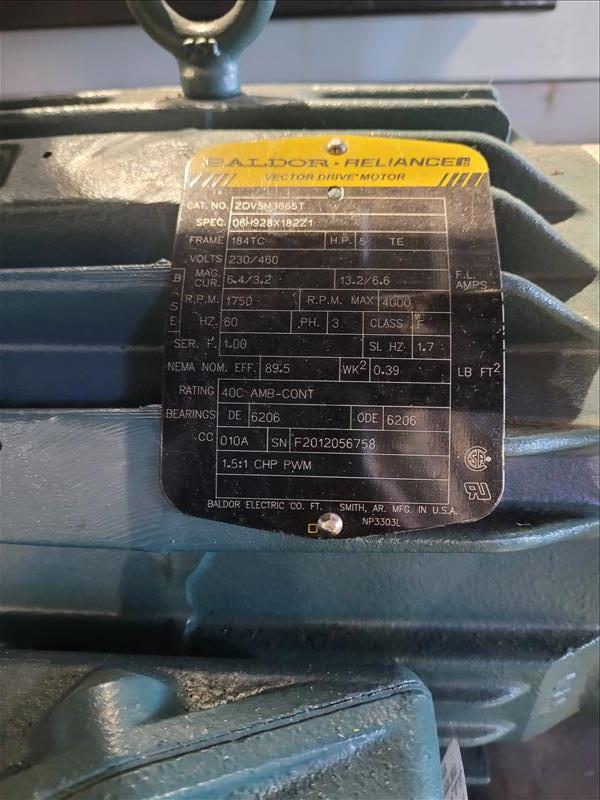 BALDOR · RELIANCE
VECTOR DRIVE MOTOR
CAT. NO. ZDVSM3665T
SPEC. 06H928X182Z1
FRAME 184TC H.P. 5 TE
VOLTS 230/460
MAG. CUR. 6.4/3.2 13.2/6.6 F.L. AMPS
BASE R.P.M. 1750 R.P.M. MAX 4000
HZ. 60 PH. 3 CLASS F
SER. F. 1.00 SL HZ 1.7
NEMA NOM. EFF. 89.5 WK² 0.39 LB FT²
RATING 40C AMB-CONT
BEARINGS DE 6206 ODE 6206
CC 010A SN F2012056758
1.5:1 CHP PWM
BALDOR ELECTRIC CO. FT. SMITH, AR. MFG. IN U.S.A.
NP3303L